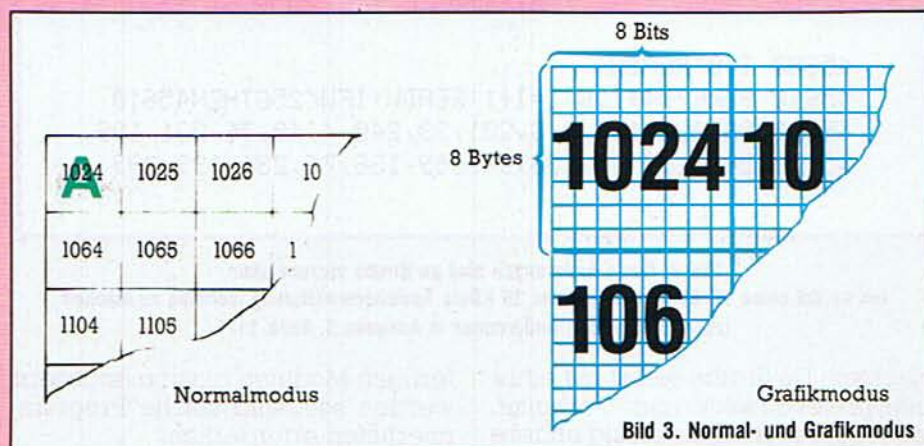 A
1024 1025 1026 10
1064 1065 1066 1
1104 1105
Normalmodus
8 Bits
8 Bytes
1024 10
106
Grafikmodus
Bild 3. Normal- und Grafikmodus